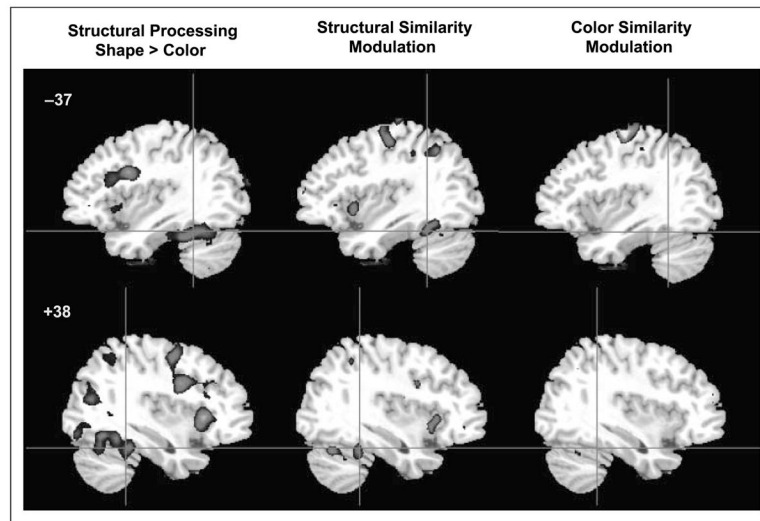 Structural Processing
Shape > Color
Structural Similarity
Modulation
Color Similarity
Modulation
–37
+38